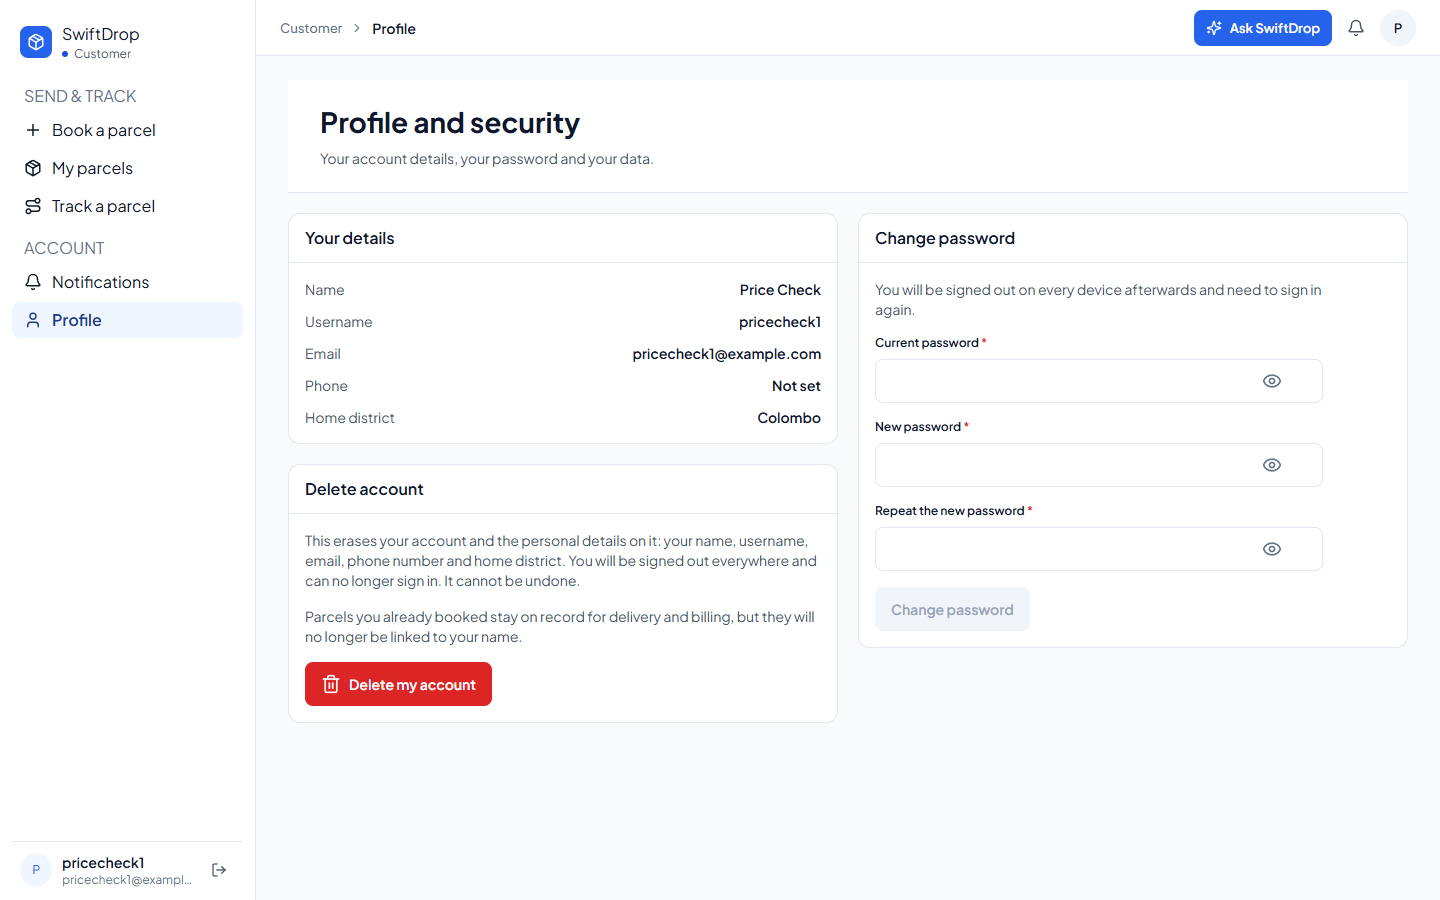 SwiftDrop
Customer
SEND & TRACK
Book a parcel
My parcels
Track a parcel
ACCOUNT
Notifications
Profile
pricecheck1
pricecheck1@exampl...
P
Customer > Profile
Ask SwiftDrop
P
Profile and security
Your account details, your password and your data.
Your details
Name Price Check
Username pricecheck1
Email pricecheck1@example.com
Phone Not set
Home district Colombo
Delete account
This erases your account and the personal details on it: your name, username,
email, phone number and home district. You will be signed out everywhere and
can no longer sign in. It cannot be undone.
Parcels you already booked stay on record for delivery and billing, but they will
no longer be linked to your name.
Delete my account
Change password
You will be signed out on every device afterwards and need to sign in
again.
Current password *
New password *
Repeat the new password *
Change password